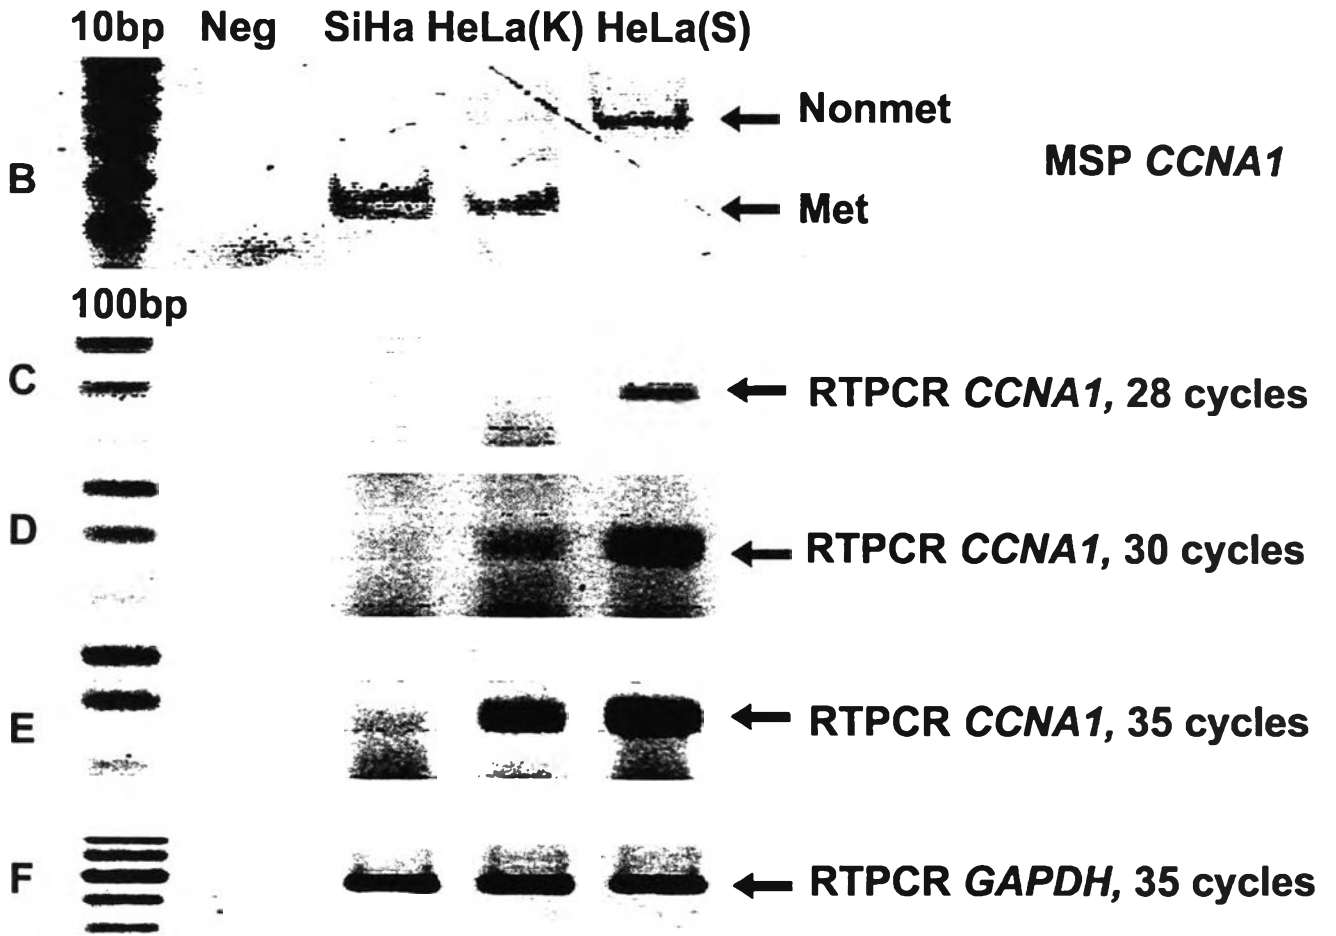 10bp Neg SiHa HeLa(K) HeLa(S)
Nonmet
MSP CCNA1
B
Met
100bp
C
RTPCR CCNA1, 28 cycles
D
RTPCR CCNA1, 30 cycles
E
RTPCR CCNA1, 35 cycles
F
RTPCR GAPDH, 35 cycles